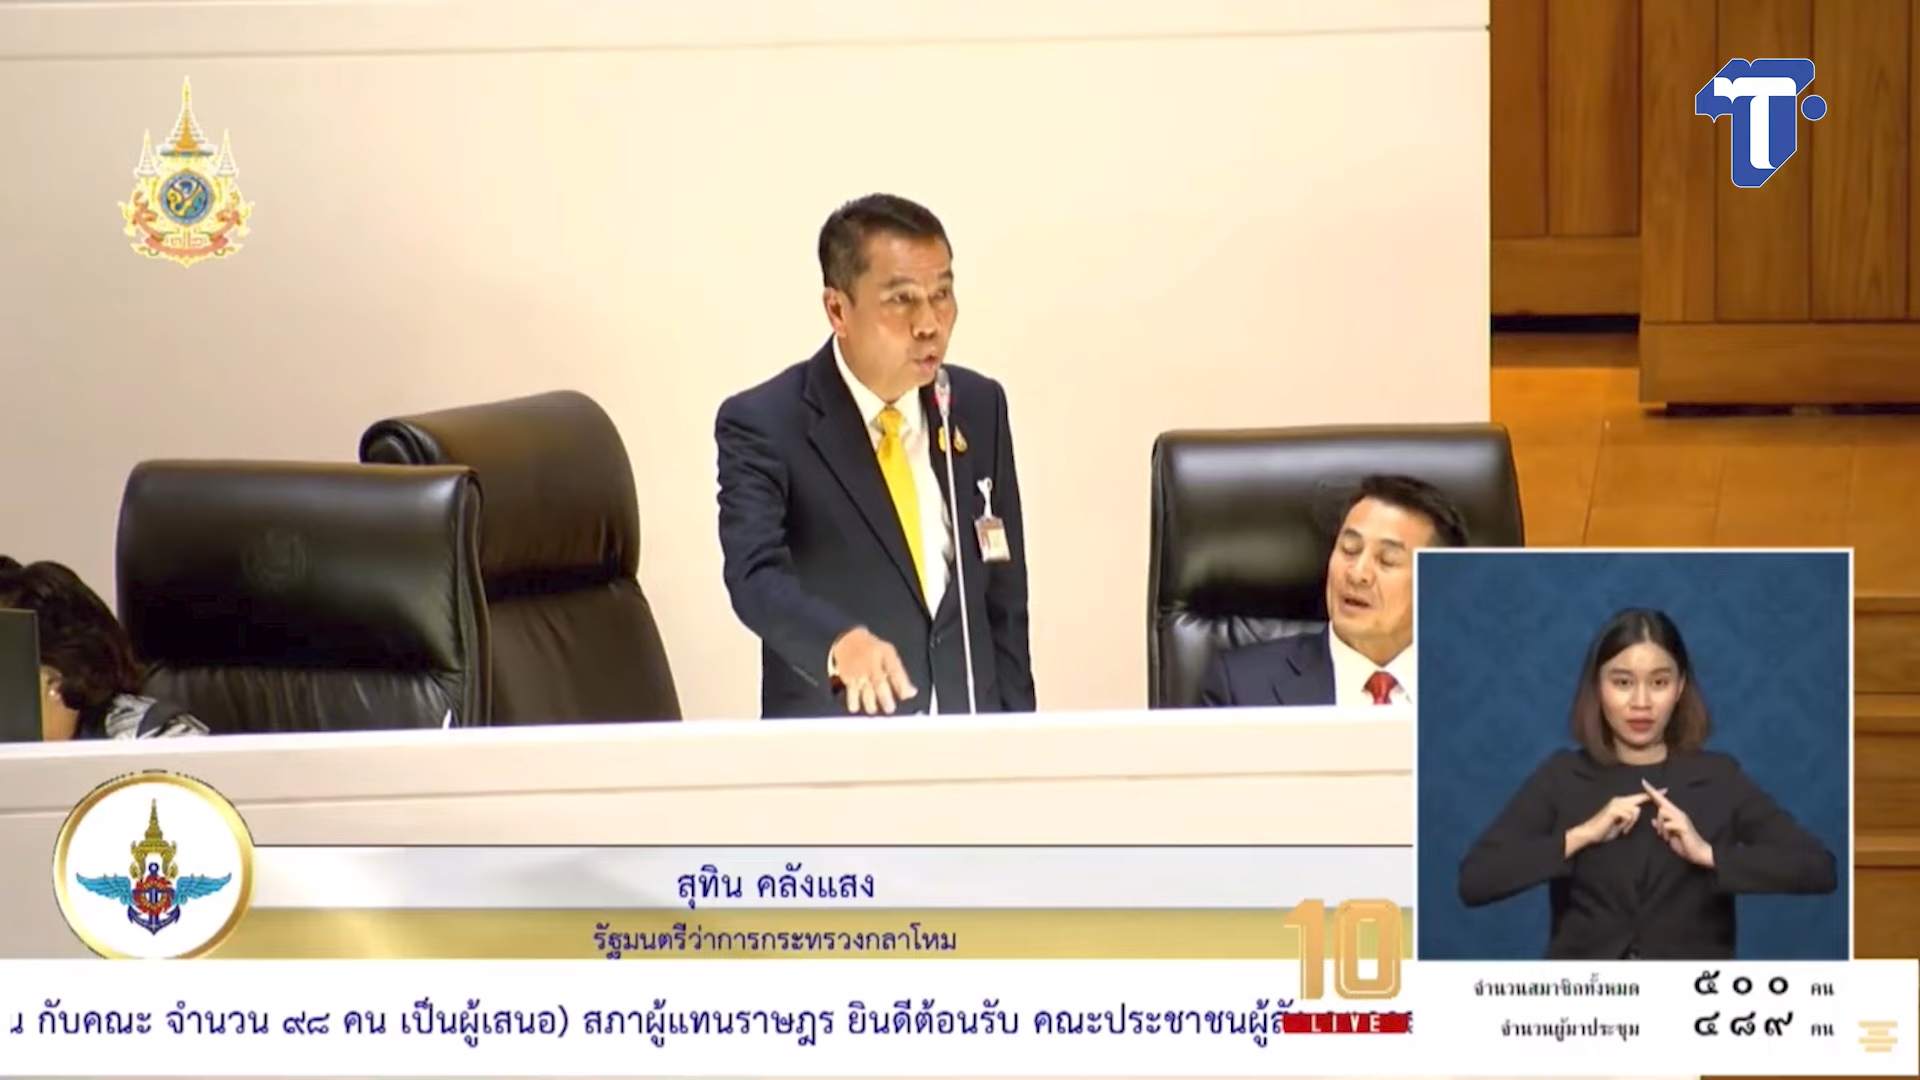 T
สุทิน คลังแสง
รัฐมนตรีว่าการกระทรวงกลาโหม
10
LIVE
น กับคณะ จำนวน ๙๘ คน เป็นผู้เสนอ) สภาผู้แทนราษฎร ยินดีต้อนรับ คณะประชาชน
จำนวนสมาชิกทั้งหมด ๕๐๐ คน
จำนวนผู้มาประชุม ๔๘๙ คน